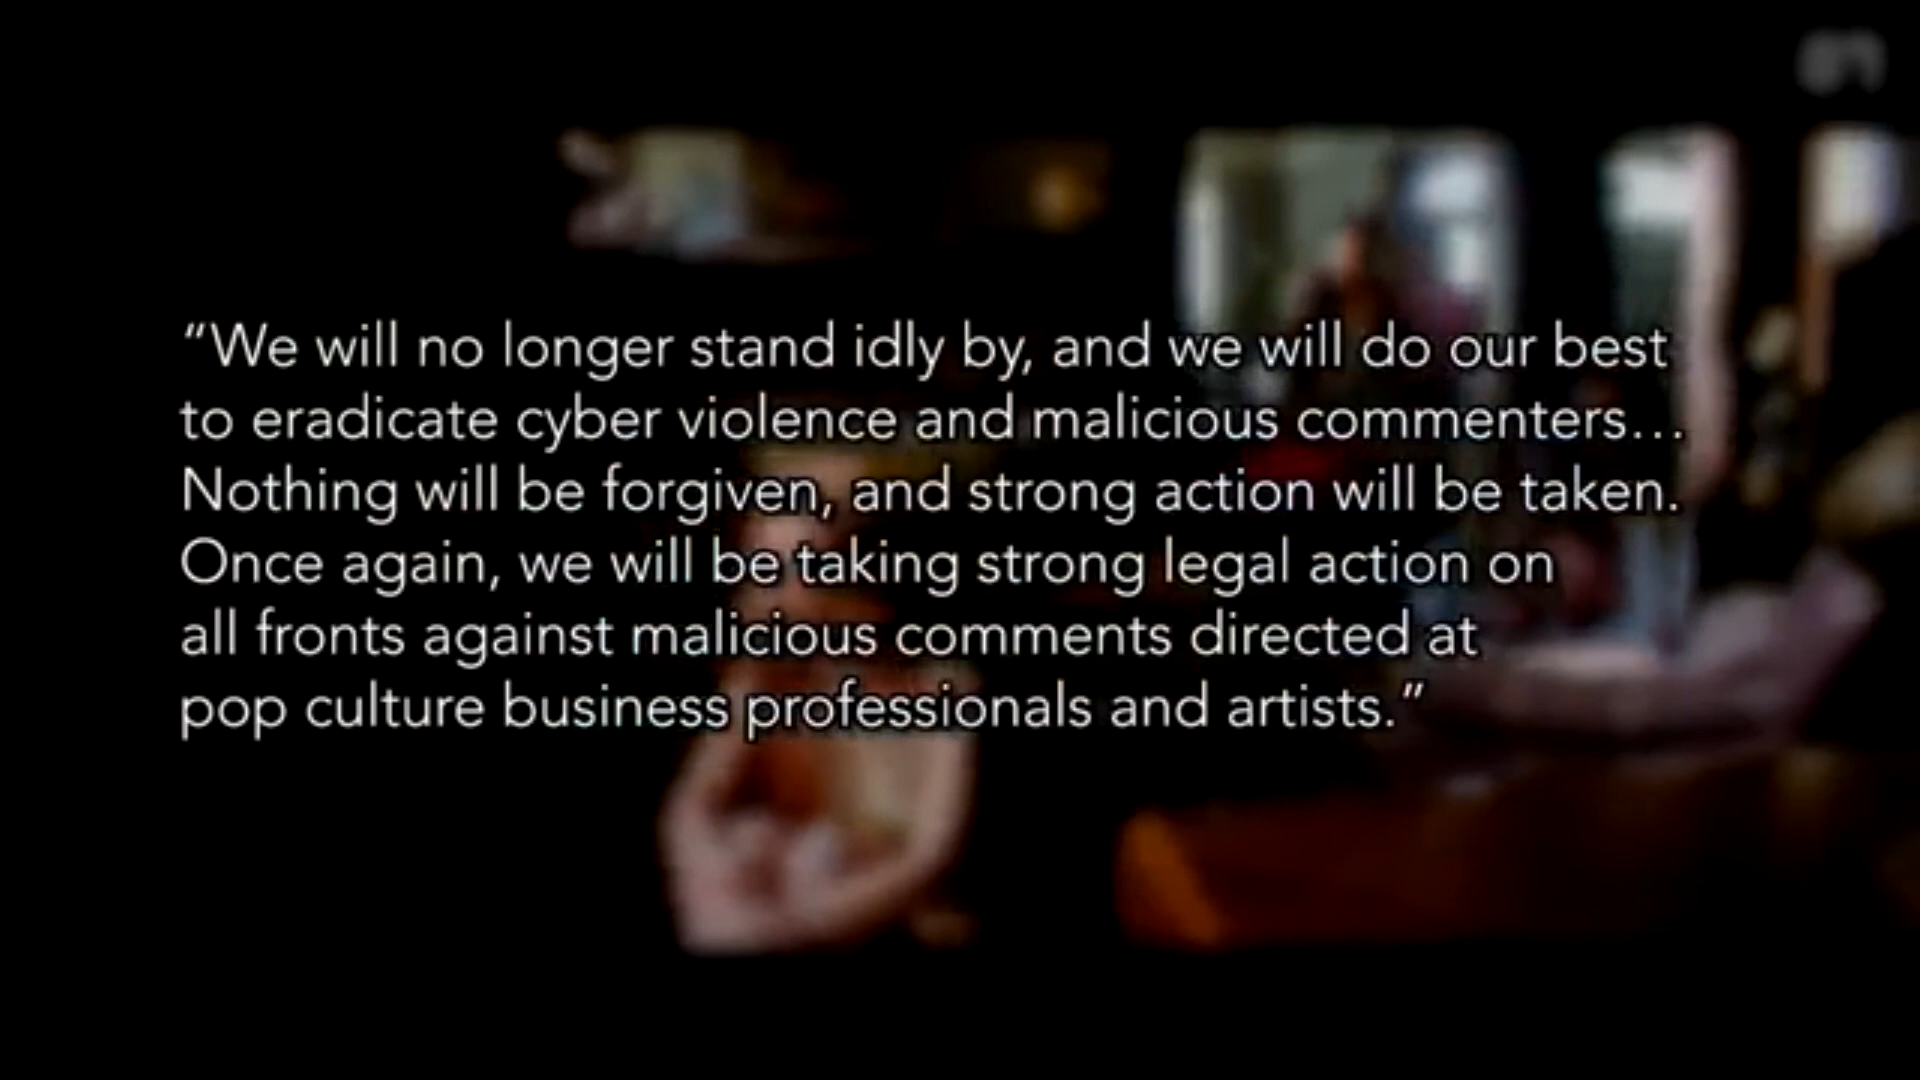 “We will no longer stand idly by, and we will do our best
to eradicate cyber violence and malicious commenters...
Nothing will be forgiven, and strong action will be taken.
Once again, we will be taking strong legal action on
all fronts against malicious comments directed at
pop culture business professionals and artists.”